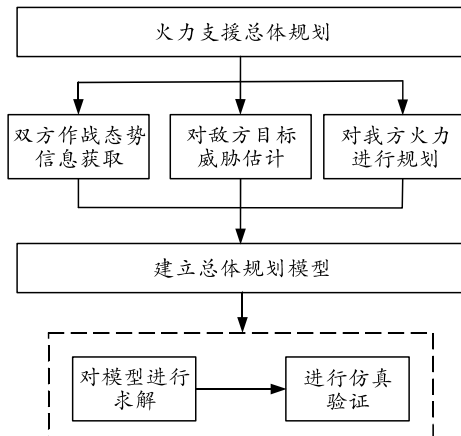 火力支援总体规划
双方作战态势
信息获取
对敌方目标
威胁估计
对我方火力
进行规划
建立总体规划模型
对模型进行
求解
进行仿真
验证